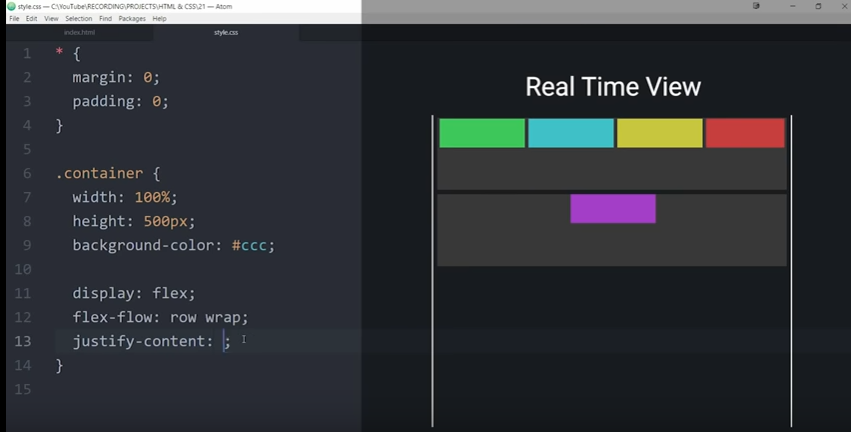 style.css — C:\YouTube\RECORDING\PROJECTS\HTML & CSS\21 — Atom
File Edit View Selection Find Packages Help
index.html style.css
1 * {
2 margin: 0;
3 padding: 0;
4 }
5
6 .container {
7 width: 100%;
8 height: 500px;
9 background-color: #ccc;
10
11 display: flex;
12 flex-flow: row wrap;
13 justify-content: ;
14 }
15
Real Time View